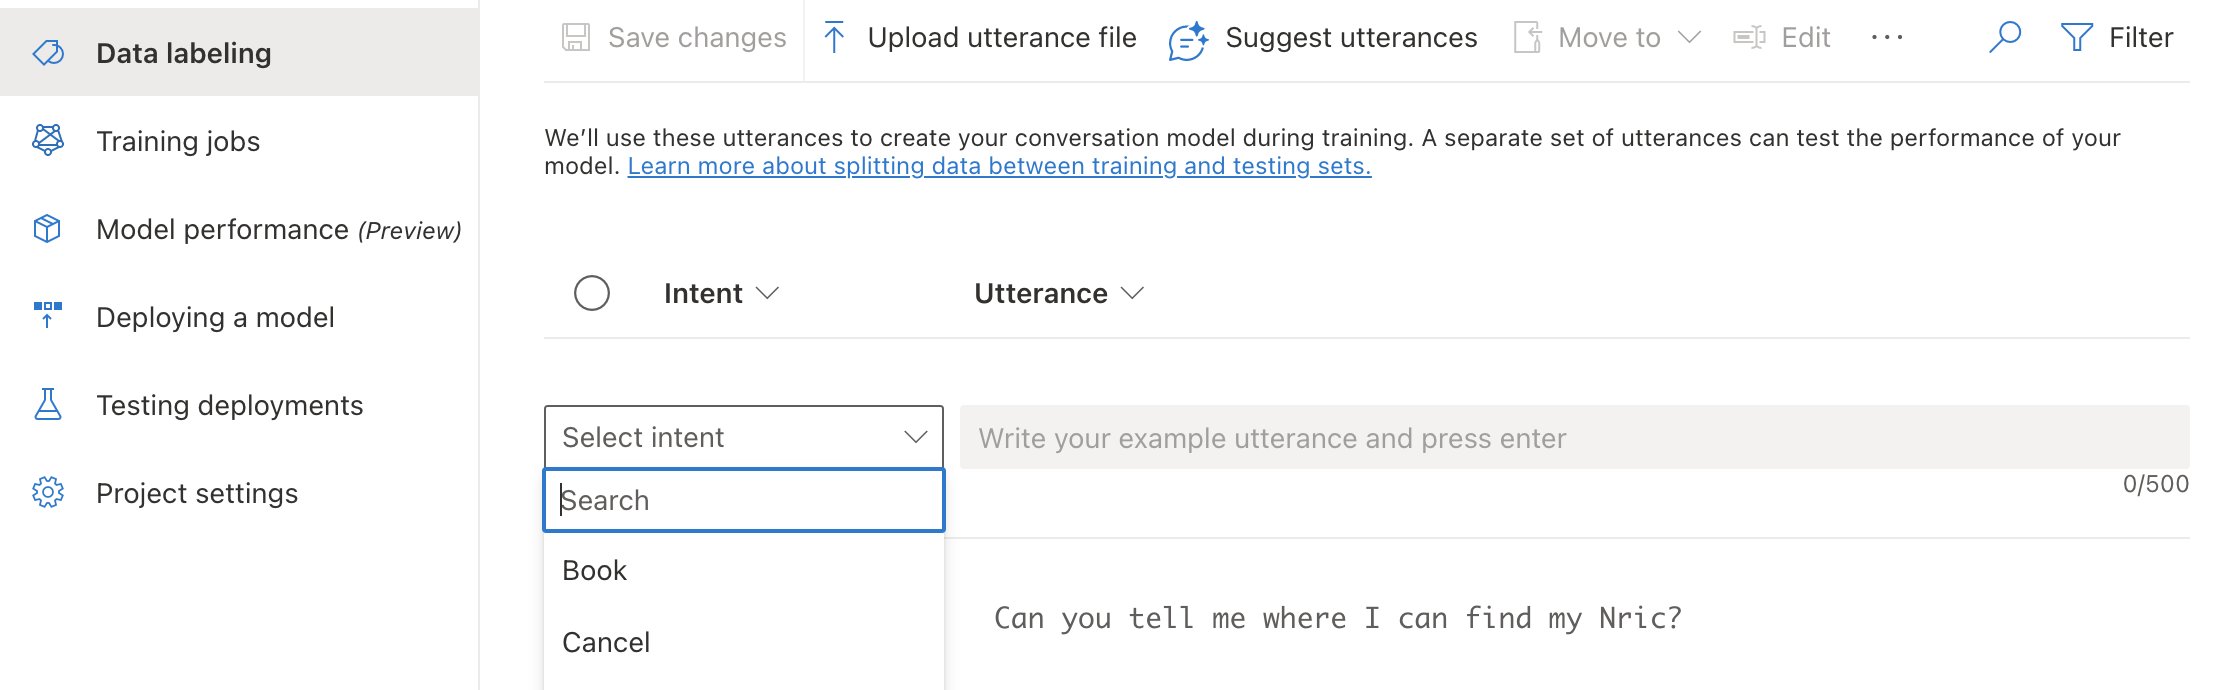 Data labeling
Training jobs
Model performance (Preview)
Deploying a model
Testing deployments
Project settings
Save changes
Upload utterance file
Suggest utterances
Move to
Edit
Filter
We’ll use these utterances to create your conversation model during training. A separate set of utterances can test the performance of your
model. Learn more about splitting data between training and testing sets.
Intent
Utterance
Select intent
Write your example utterance and press enter
0/500
Search
Book
Cancel
Can you tell me where I can find my Nric?